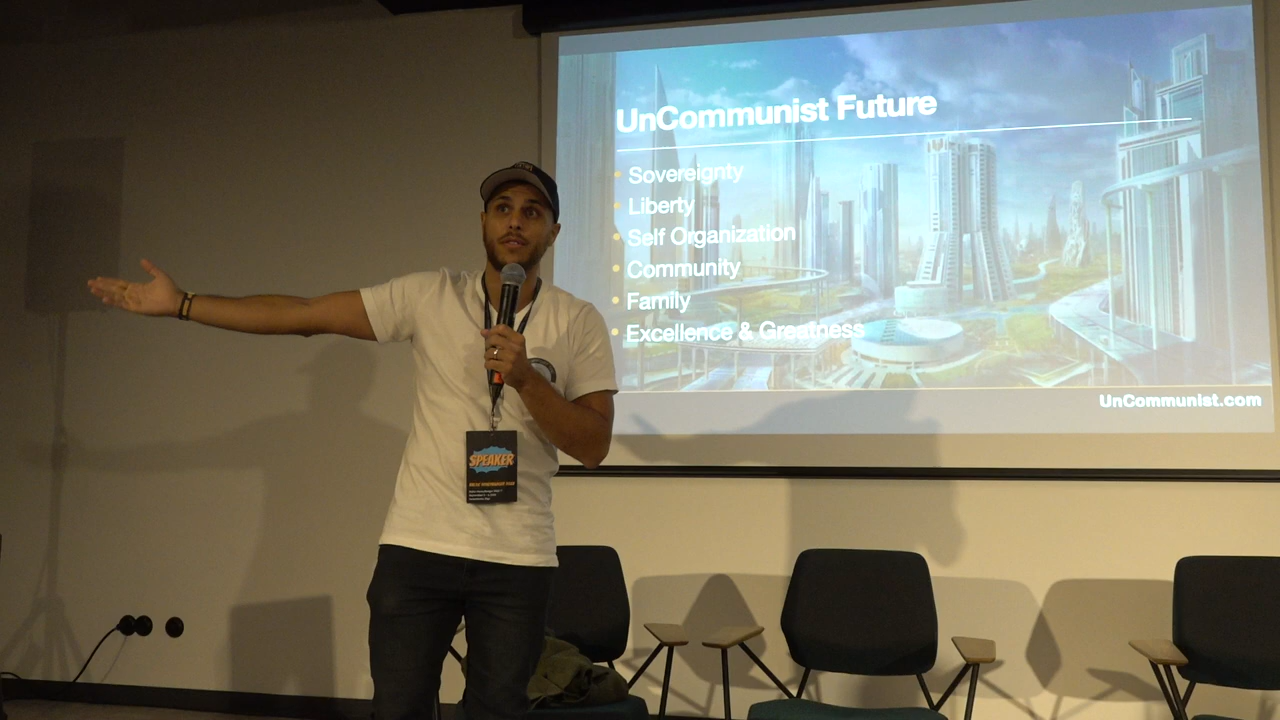 UnCommunist Future
• Sovereignty
• Liberty
• Self Organization
• Community
• Family
• Excellence & Greatness
UnCommunist.com
SPEAKER